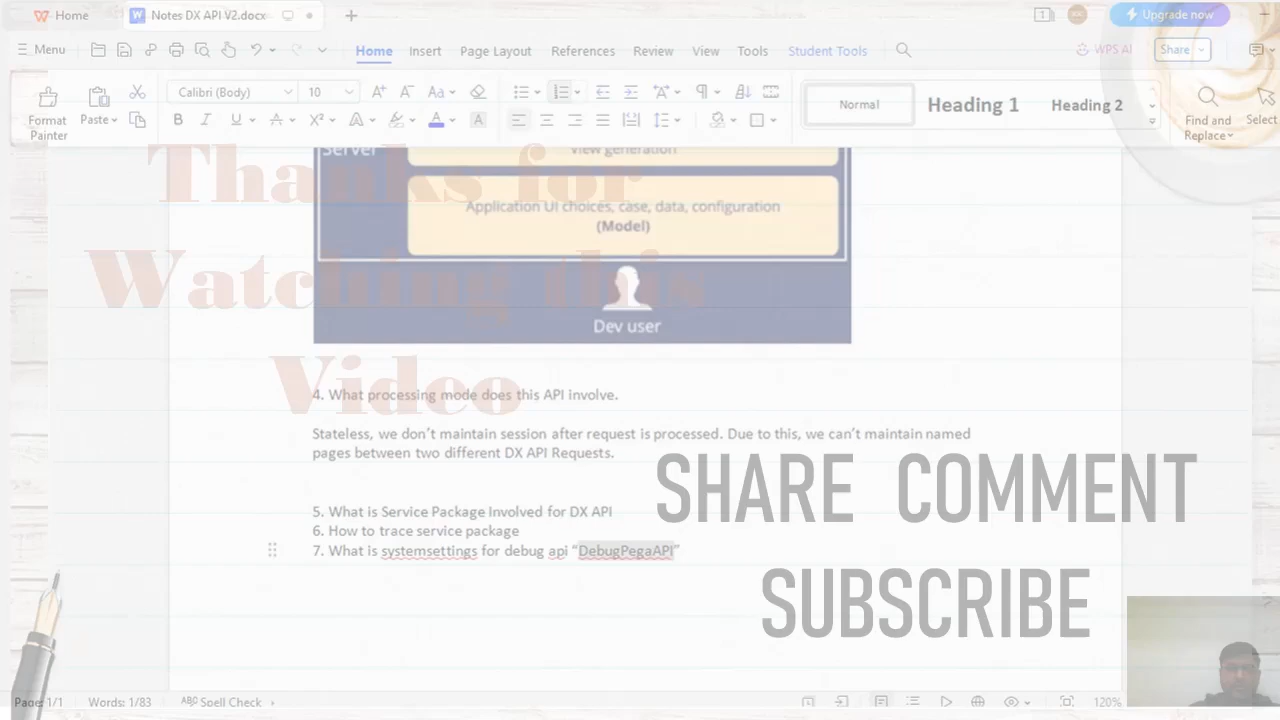 Home
Notes DX API V2.docx
Upgrade now
Menu
Home
Insert
Page Layout
References
Review
View
Tools
Student Tools
WPS AI
Share
Format
Painter
Paste
Calibri (Body)
10
Normal
Heading 1
Heading 2
Find and
Replace
Select
Server
View generation
Thanks for
Application UI choices, case, data, configuration
(Model)
Watching this
Dev user
Video
4. What processing mode does this API involve.
Stateless, we don't maintain session after request is processed. Due to this, we can't maintain named
pages between two different DX API Requests.
SHARE COMMENT
5. What is Service Package Involved for DX API
6. How to trace service package
7. What is systemsettings for debug api “DebugPegaAPI”
SUBSCRIBE
Page: 1/1
Words: 1/83
Spell Check
120%